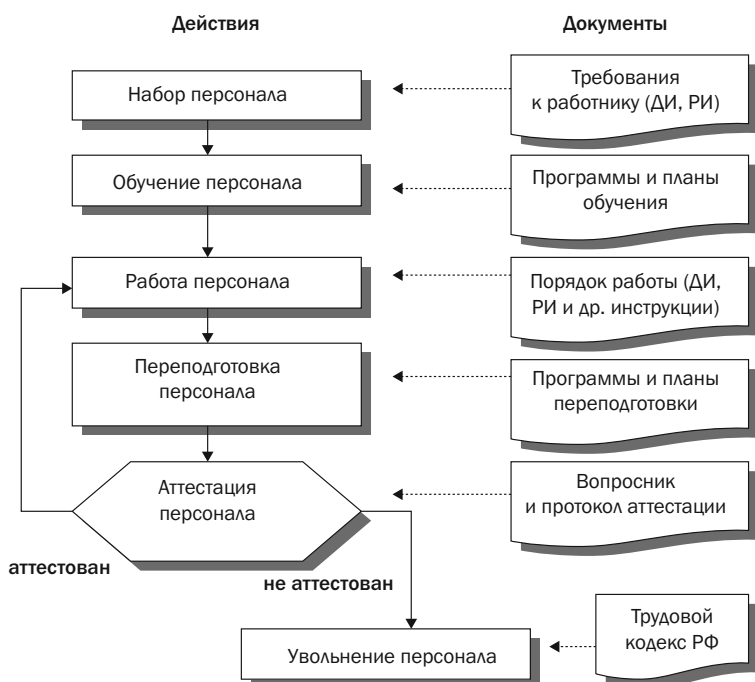 Действия
Документы
Набор персонала
Требования
к работнику (ДИ, РИ)
Обучение персонала
Программы и планы
обучения
Работа персонала
Порядок работы (ДИ,
РИ и др. инструкции)
Переподготовка
персонала
Программы и планы
переподготовки
Аттестация
персонала
Вопросник
и протокол аттестации
аттестован
не аттестован
Увольнение персонала
Трудовой
кодекс РФ